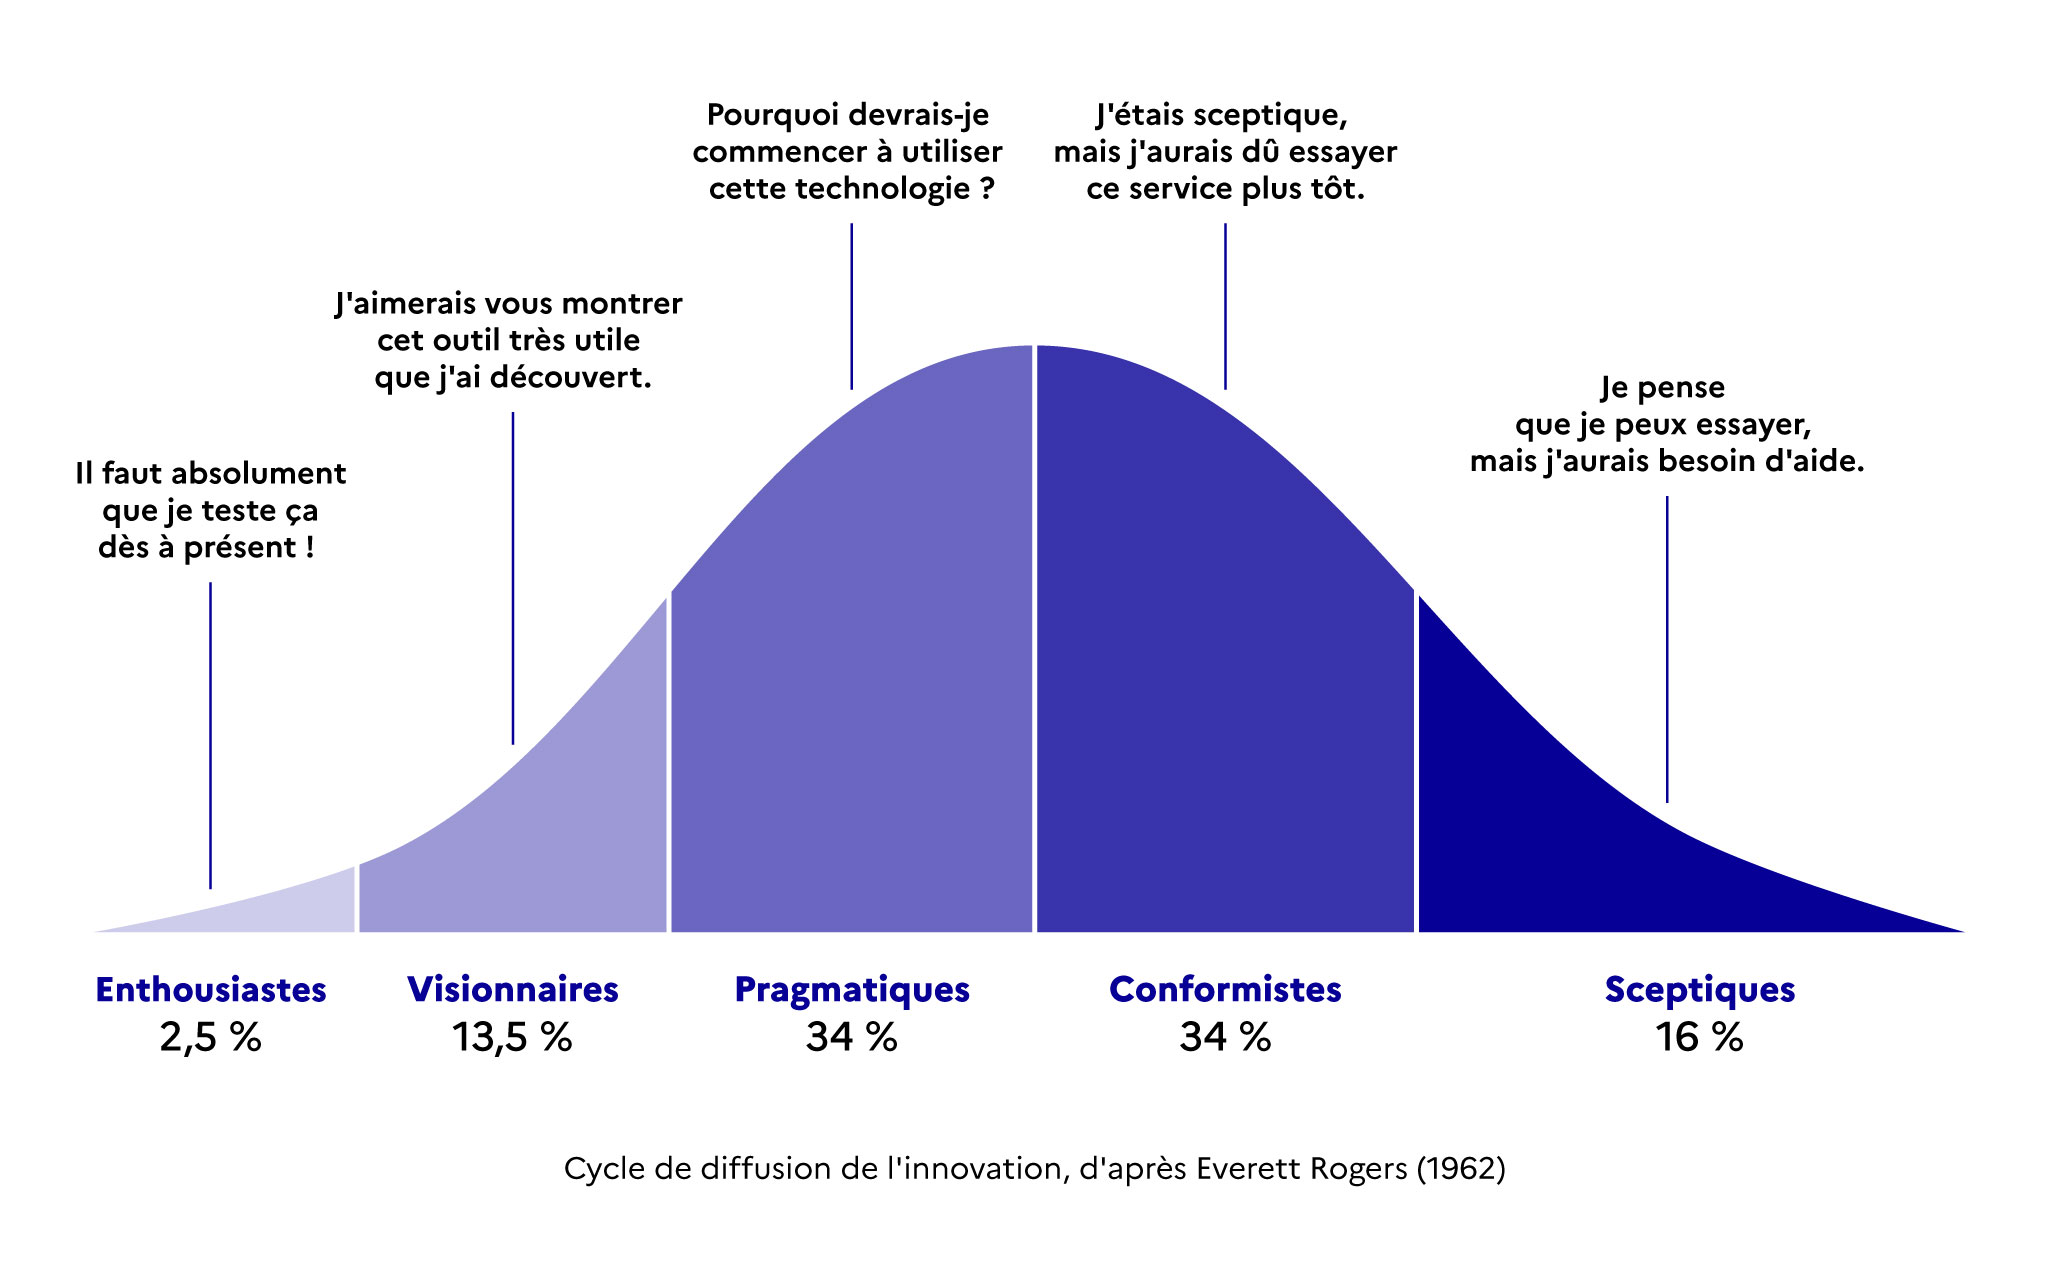 Pourquoi devrais-je
commencer à utiliser
cette technologie ?
J'étais sceptique,
mais j'aurais dû essayer
ce service plus tôt.
J'aimerais vous montrer
cet outil très utile
que j'ai découvert.
Je pense
que je peux essayer,
mais j'aurais besoin d'aide.
Il faut absolument
que je teste ça
dès à présent !
Enthousiastes
2,5 %
Visionnaires
13,5 %
Pragmatiques
34 %
Conformistes
34 %
Sceptiques
16 %
Cycle de diffusion de l'innovation, d'après Everett Rogers (1962)